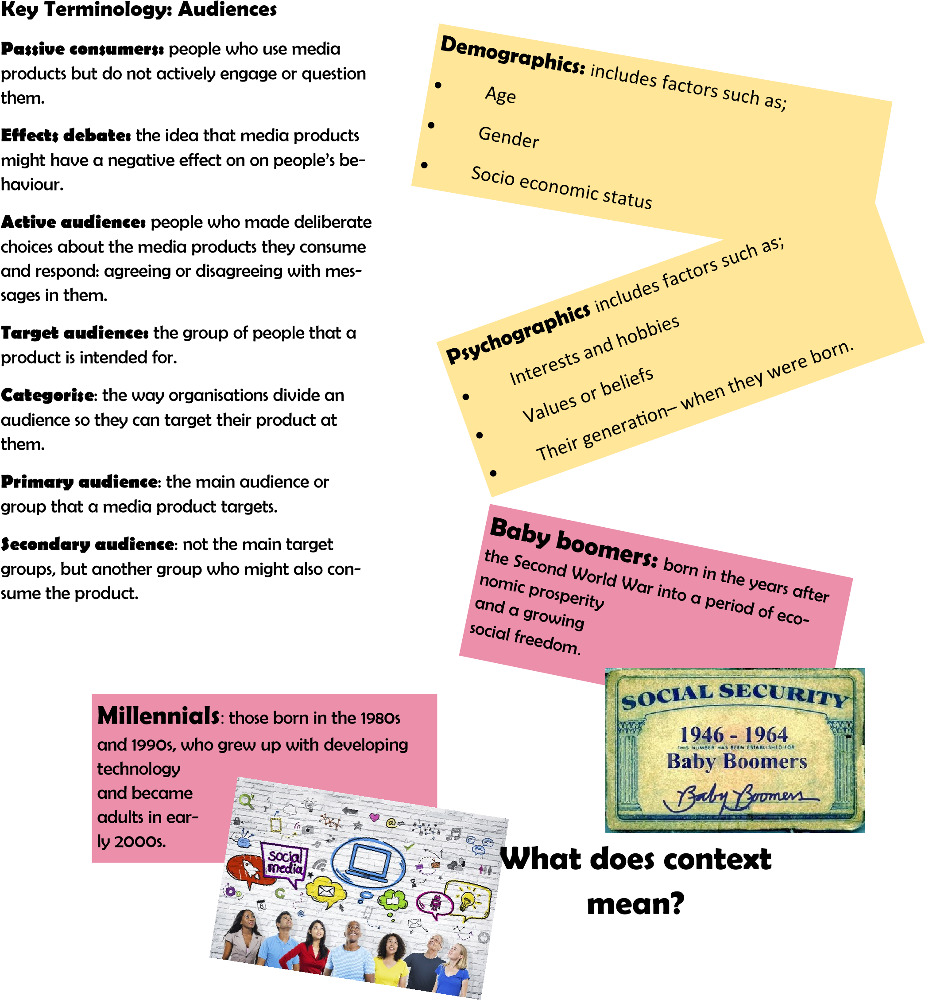 Key Terminology: Audiences
Passive consumers: people who use media
products but do not actively engage or question
them.
Effects debate: the idea that media products
might have a negative effect on on people's be-
haviour.
Active audience: people who made deliberate
choices about the media products they consume
and respond: agreeing or disagreeing with mes-
sages in them.
Target audience: the group of people that a
product is intended for.
Categorise: the way organisations divide an
audience so they can target their product at
them.
Primary audience: the main audience or
group that a media product targets.
Secondary audience: not the main target
groups, but another group who might also con-
sume the product.
Demographics: includes factors such as;
• Age
• Gender
• Socio economic status
Psychographics includes factors such as;
• Interests and hobbies
• Values or beliefs
• Their generation– when they were born.
Baby boomers: born in the years after
the Second World War into a period of eco-
nomic prosperity
and a growing
social freedom.
SOCIAL SECURITY
1946 - 1964
THIS NUMBER HAS BEEN ESTABLISHED FOR
Baby Boomers
Baby Boomers
Millennials: those born in the 1980s
and 1990s, who grew up with developing
technology
and became
adults in ear-
ly 2000s.
social
media
@
8
@
What does context
mean?